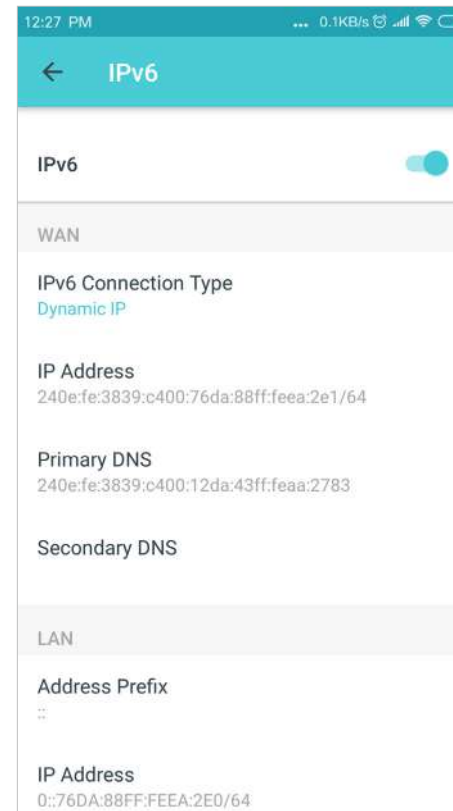 12:27 PM ... 0.1KB/s
IPv6
IPv6
WAN
IPv6 Connection Type
Dynamic IP
IP Address
240e:fe:3839:c400:76da:88ff:feea:2e1/64
Primary DNS
240e:fe:3839:c400:12da:43ff:feaa:2783
Secondary DNS
LAN
Address Prefix
::
IP Address
0::76DA:88FF:FEEA:2E0/64